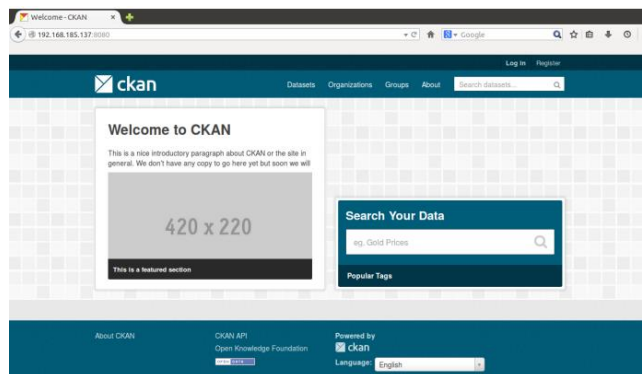 Welcome - CKAN
192.168.185.137:8080
Google
Log In Register
ckan
Datasets Organizations Groups About Search datasets...
Welcome to CKAN
This is a nice introductory paragraph about CKAN or the site in
general. We don't have any copy to go here yet but soon we will
420 x 220
This is a featured section
Search Your Data
eg. Gold Prices
Popular Tags
About CKAN
CKAN API
Open Knowledge Foundation
Powered by
ckan
Language: English